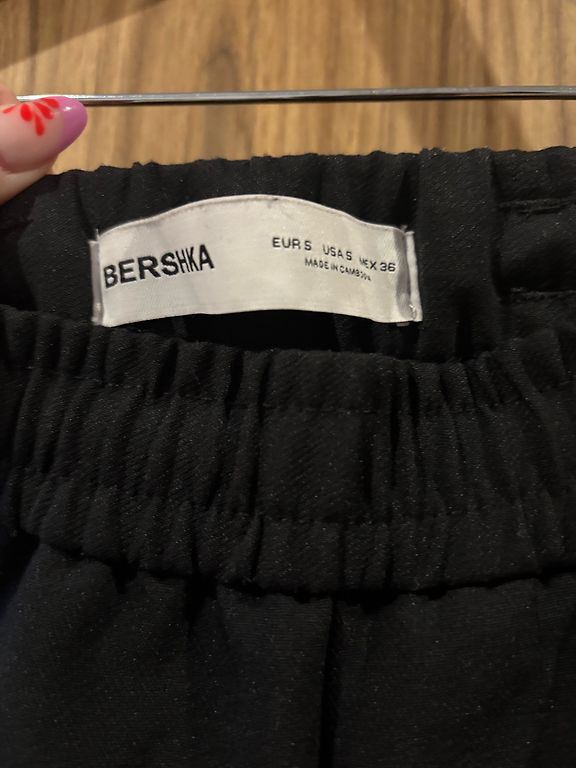 BERSHKA
EUR S USA S MEX 36
MADE IN CAMBODIA